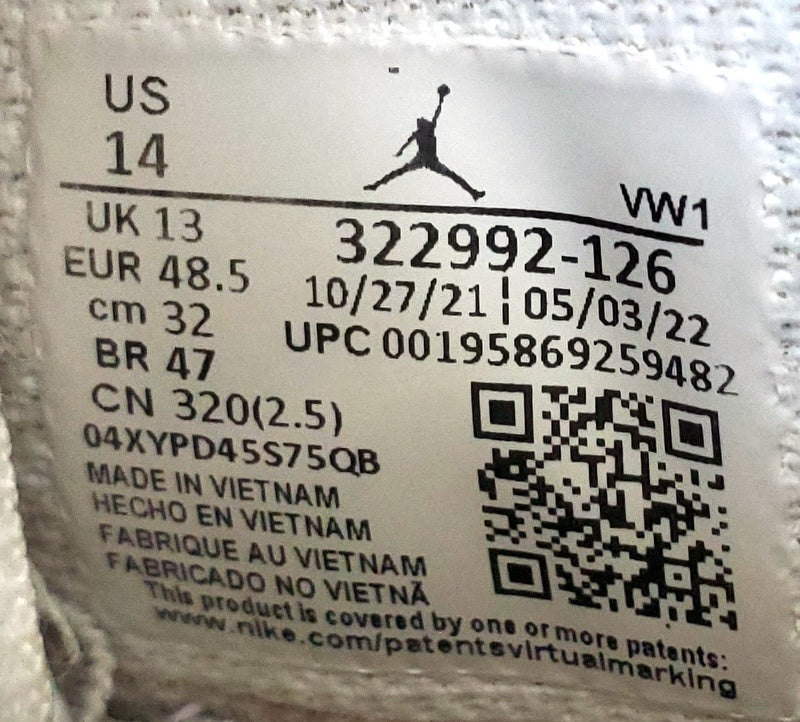 US
14
VW1
UK 13
322992-126
EUR 48.5
10/27/21 ¦ 05/03/22
cm 32
UPC 00195869259482
BR 47
CN 320(2.5)
04XYPD45S75QB
MADE IN VIETNAM
HECHO EN VIETNAM
FABRIQUE AU VIETNAM
FABRICADO NO VIETNÃ
This product is covered by one or more patents:
www.nike.com/patentsvirtualmarking